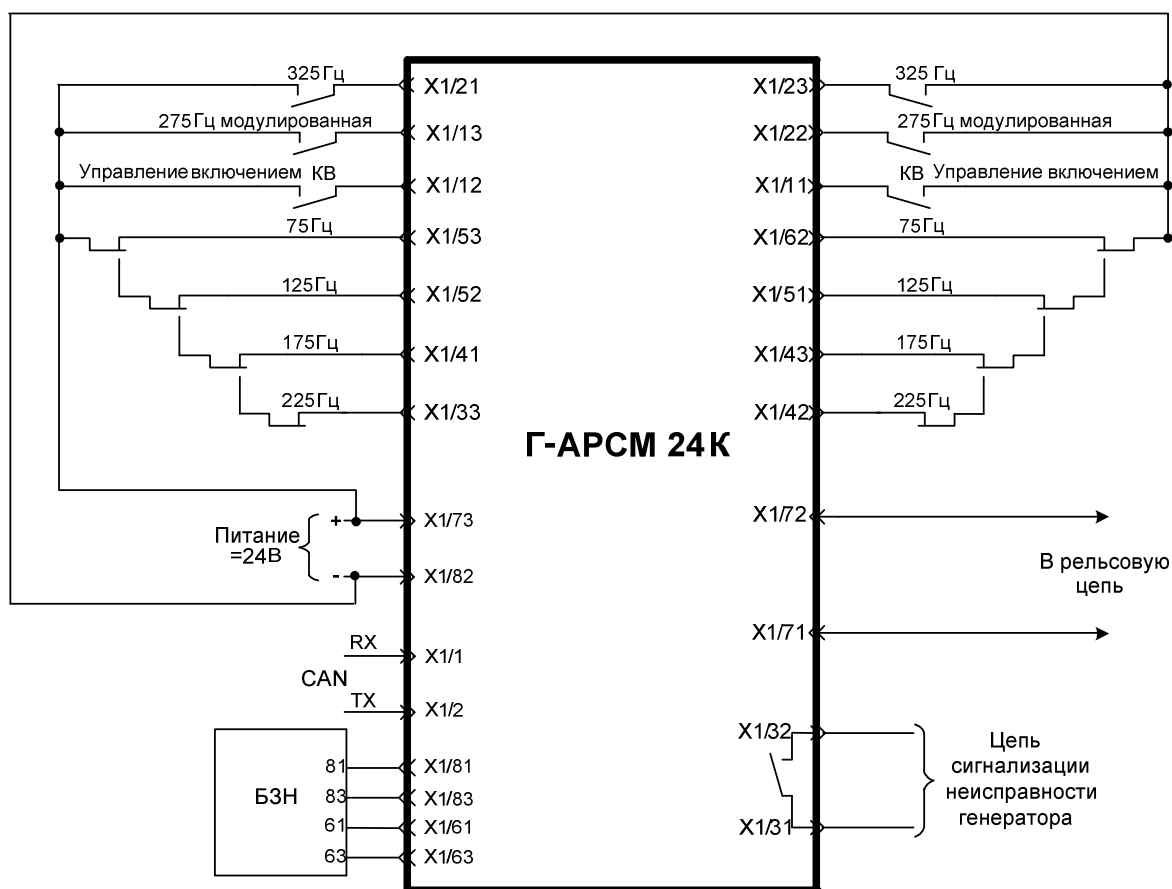 325Гц X1/21 X1/23 325 Гц
275Гц модулированная X1/13 X1/22 275Гц модулированная
Управление включением КВ X1/12 X1/11 КВ Управление включением
75Гц X1/53 X1/62 75Гц
125Гц X1/52 X1/51 125Гц
175Гц X1/41 X1/43 175Гц
225Гц X1/33 X1/42 225Гц
Г-АРСМ 24К
+ X1/73 X1/72
Питание
=24В
- X1/82
В рельсовую
цепь
RX X1/1 X1/71
CAN
TX X1/2
X1/32
Цепь
сигнализации
неисправности
генератора
X1/31
БЗН
81 X1/81
83 X1/83
61 X1/61
63 X1/63